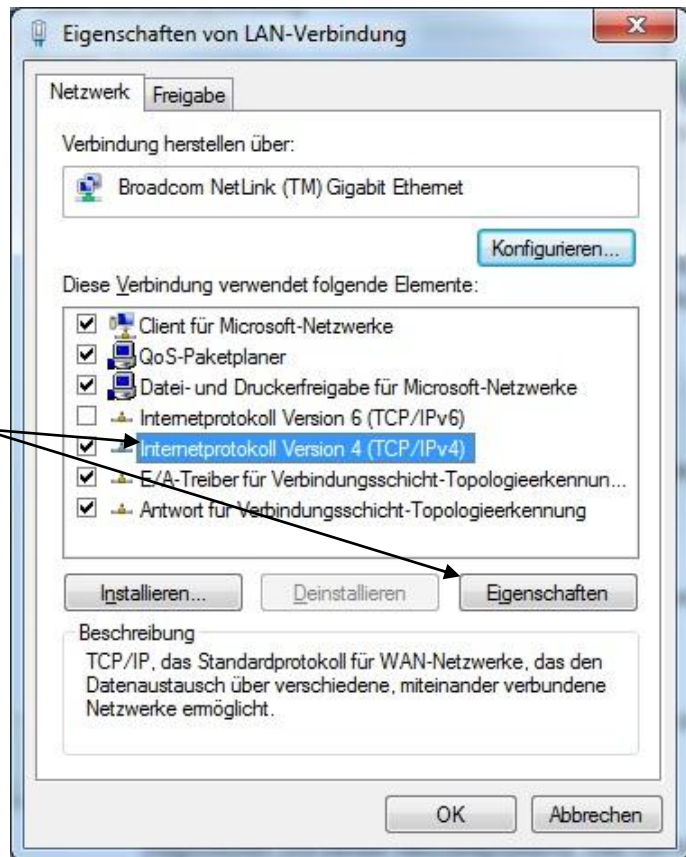 Eigenschaften von LAN-Verbindung
Netzwerk Freigabe
Verbindung herstellen über:
Broadcom NetLink (TM) Gigabit Ethernet
Konfigurieren...
Diese Verbindung verwendet folgende Elemente:
Client für Microsoft-Netzwerke
QoS-Paketplaner
Datei- und Druckerfreigabe für Microsoft-Netzwerke
Internetprotokoll Version 6 (TCP/IPv6)
Internetprotokoll Version 4 (TCP/IPv4)
E/A-Treiber für Verbindungsschicht-Topologieerkennun...
Antwort für Verbindungsschicht-Topologieerkennung
Installieren... Deinstallieren Eigenschaften
Beschreibung
TCP/IP, das Standardprotokoll für WAN-Netzwerke, das den
Datenaustausch über verschiedene, miteinander verbundene
Netzwerke ermöglicht.
OK Abbrechen